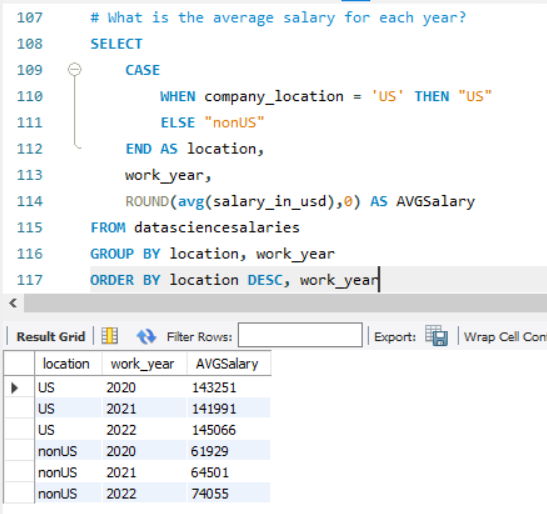 107 # What is the average salary for each year?
108 SELECT
109 CASE
110 WHEN company_location = 'US' THEN "US"
111 ELSE "nonUS"
112 END AS location,
113 work_year,
114 ROUND(avg(salary_in_usd),0) AS AVGSalary
115 FROM datasciencesalaries
116 GROUP BY location, work_year
117 ORDER BY location DESC, work_year
Result Grid Filter Rows: Export: Wrap Cell
location work_year AVGSalary
US 2020 143251
US 2021 141991
US 2022 145066
nonUS 2020 61929
nonUS 2021 64501
nonUS 2022 74055